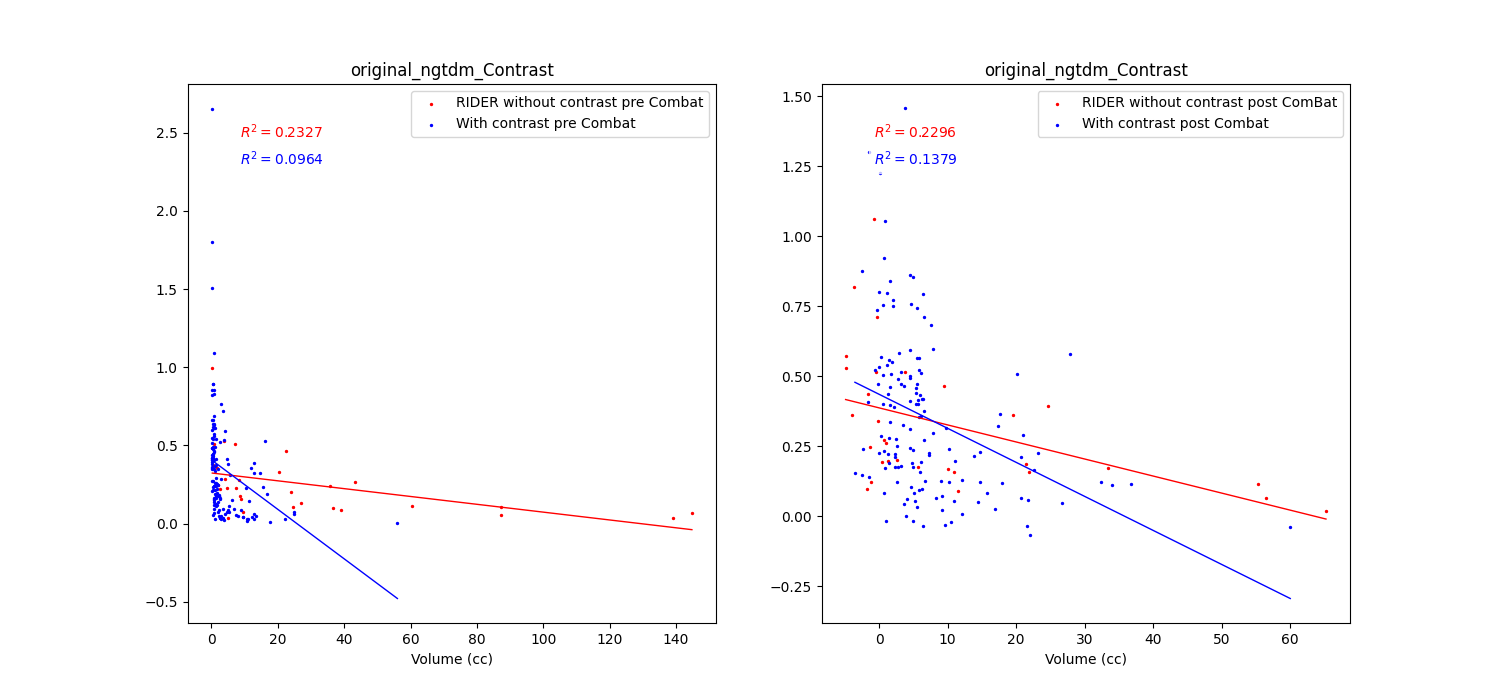 original_ngtdm_Contrast
RIDER without contrast pre Combat
With contrast pre Combat
R² = 0.2327
R² = 0.0964
2.5
2.0
1.5
1.0
0.5
0.0
−0.5
0 20 40 60 80 100 120 140
Volume (cc)
original_ngtdm_Contrast
RIDER without contrast post ComBat
With contrast post Combat
R² = 0.2296
R² = 0.1379
1.50
1.25
1.00
0.75
0.50
0.25
0.00
−0.25
0 10 20 30 40 50 60
Volume (cc)